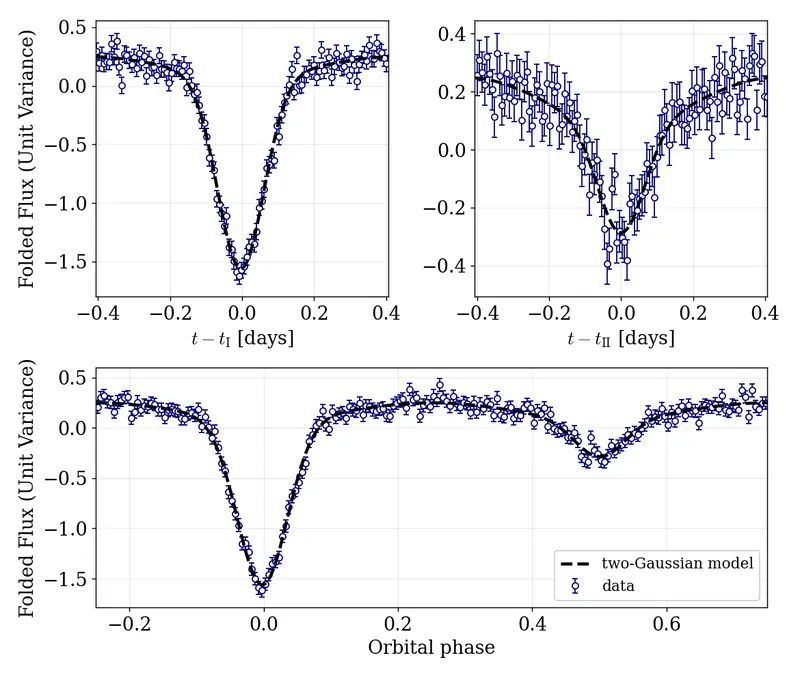 Folded Flux (Unit Variance)
0.5
0.0
−0.5
−1.0
−1.5
−0.4 −0.2 0.0 0.2 0.4
t − t_I [days]
0.4
0.2
0.0
−0.2
−0.4
−0.4 −0.2 0.0 0.2 0.4
t − t_II [days]
Folded Flux (Unit Variance)
0.5
0.0
−0.5
−1.0
−1.5
−0.2 0.0 0.2 0.4 0.6
Orbital phase
two-Gaussian model
data